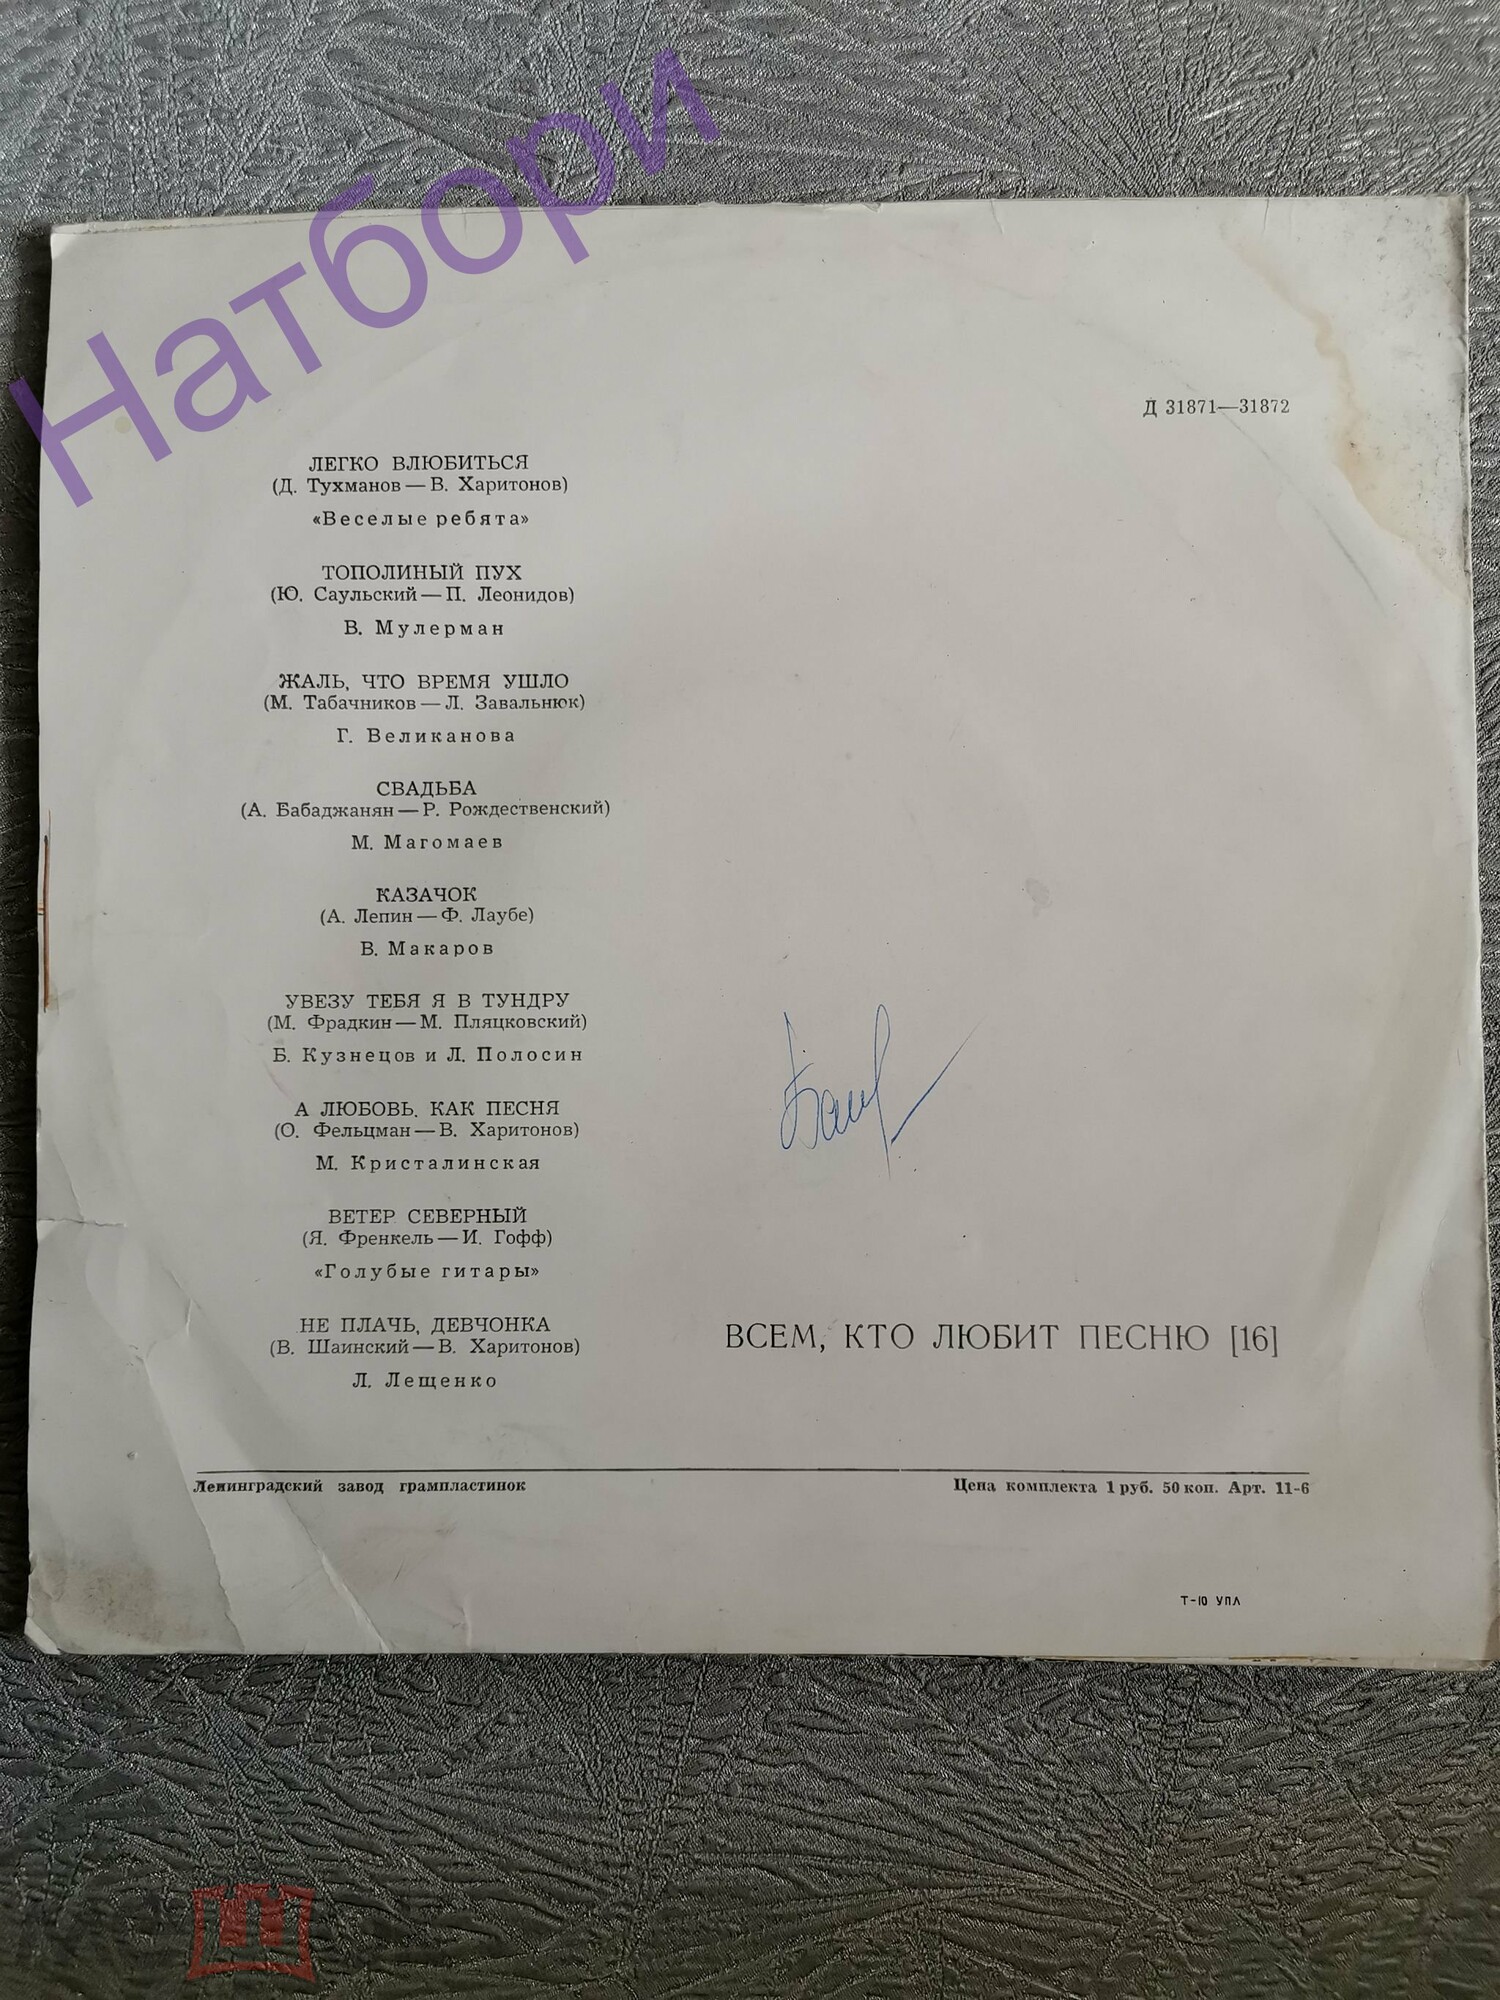 Натбори
Д 31871—31872
ЛЕГКО ВЛЮБИТЬСЯ
(Д. Тухманов — В. Харитонов)
«Веселые ребята»
ТОПОЛИНЫЙ ПУХ
(Ю. Саульский — П. Леонидов)
В. Мулерман
ЖАЛЬ, ЧТО ВРЕМЯ УШЛО
(М. Табачников — Л. Завальнюк)
Г. Великанова
СВАДЬБА
(А. Бабаджанян — Р. Рождественский)
М. Магомаев
КАЗАЧОК
(А. Лепин — Ф. Лаубе)
В. Макаров
УВЕЗУ ТЕБЯ Я В ТУНДРУ
(М. Фрадкин — М. Пляцковский)
Б. Кузнецов и Л. Полосин
А ЛЮБОВЬ, КАК ПЕСНЯ
(О. Фельцман — В. Харитонов)
М. Кристалинская
ВЕТЕР СЕВЕРНЫЙ
(Я. Френкель — И. Гофф)
«Голубые гитары»
НЕ ПЛАЧЬ, ДЕВЧОНКА
(В. Шаинский — В. Харитонов)
Л. Лещенко
ВСЕМ, КТО ЛЮБИТ ПЕСНЮ [16]
Ленинградский завод грампластинок
Цена комплекта 1 руб. 50 коп. Арт. 11-6
Т-10 УПЛ